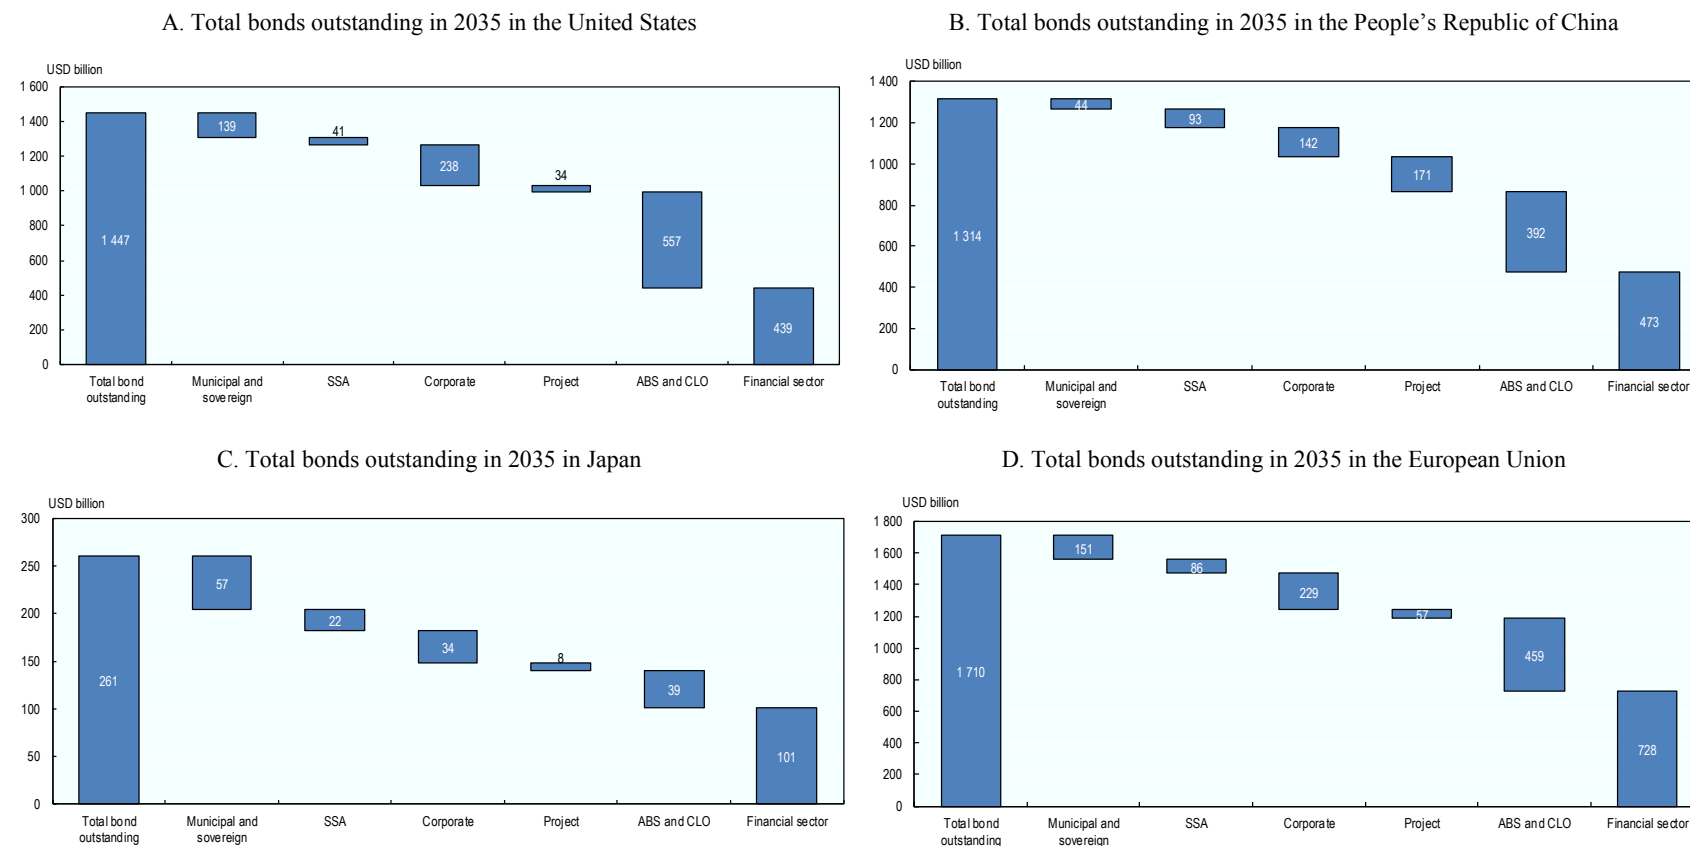 A. Total bonds outstanding in 2035 in the United States
USD billion
1 600
1 400
1 200
1 000
800
600
400
200
0
1 447
139
41
238
34
557
439
Total bond
outstanding
Municipal and
sovereign
SSA
Corporate
Project
ABS and CLO
Financial sector
B. Total bonds outstanding in 2035 in the People's Republic of China
USD billion
1 400
1 200
1 000
800
600
400
200
0
1 314
44
93
142
171
392
473
Total bond
outstanding
Municipal and
sovereign
SSA
Corporate
Project
ABS and CLO
Financial sector
C. Total bonds outstanding in 2035 in Japan
USD billion
300
250
200
150
100
50
0
261
57
22
34
8
39
101
Total bond
outstanding
Municipal and
sovereign
SSA
Corporate
Project
ABS and CLO
Financial sector
D. Total bonds outstanding in 2035 in the European Union
USD billion
1 800
1 600
1 400
1 200
1 000
800
600
400
200
0
1 710
151
86
229
57
459
728
Total bond
outstanding
Municipal and
sovereign
SSA
Corporate
Project
ABS and CLO
Financial sector